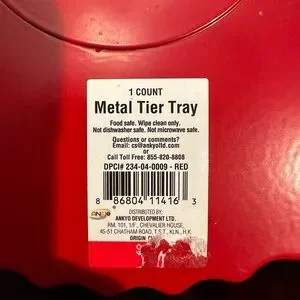 1 COUNT
Metal Tier Tray
Food safe. Wipe clean only.
Not dishwasher safe. Not microwave safe.
Questions or comments?
Email: cs@ankyoltd.com
or
Call Toll Free: 855-820-8808
DPCI# 234-04-0009 - RED
8 86804 11416 3
ANKYO
DISTRIBUTED BY:
ANKYO DEVELOPMENT LTD.
RM. 101, 1/F., CHEVALIER HOUSE,
45-51 CHATHAM ROAD, T.S.T., KLN., H.K.
ORIGIN: